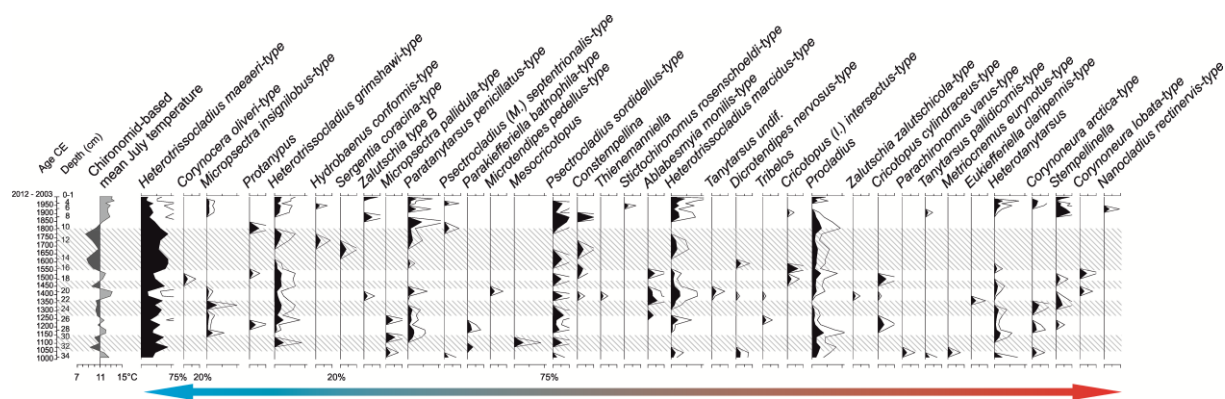 Age CE
Depth (cm)
Chironomid-based
mean July temperature
Heterotrissocladius maeaeri-type
Corynocera oliveri-type
Micropsectra insignilobus-type
Protanypus
Heterotrissocladius grimshawi-type
Hydrobaenus conformis-type
Sergentia coracina-type
Zalutschia type B
Micropsectra pallidula-type
Paratanytarsus penicillatus-type
Psectrocladius (M.) septentrionalis-type
Parakiefferiella bathophila-type
Microtendipes pedellus-type
Mesocricotopus
Psectrocladius sordidellus-type
Constempellina
Thienemanniella
Stictochironomus rosenschoeldi-type
Ablabesmyia monilis-type
Heterotrissocladius marcidus-type
Tanytarsus undif.
Dicrotendipes nervosus-type
Tribelos
Cricotopus (I.) intersectus-type
Procladius
Zalutschia zalutschicola-type
Cricotopus cylindraceus-type
Parachironomus varus-type
Tanytarsus pallidicornis-type
Metriocnemus eurynotus-type
Eukiefferiella claripennis-type
Heterotanytarsus
Corynoneura arctica-type
Stempellina
Corynoneura lobata-type
Nanocladius rectinervis-type
2012 - 2003 0-1
1950 4
6
1900
1850 8
1800 10
1750
1700 12
1650
1600 14
1550 16
1500 18
1450
1400 20
1350 22
1300 24
1250
1200 26
28
1150
1100 30
1050 32
1000 34
7 11 15°C 75% 20% 20% 75%